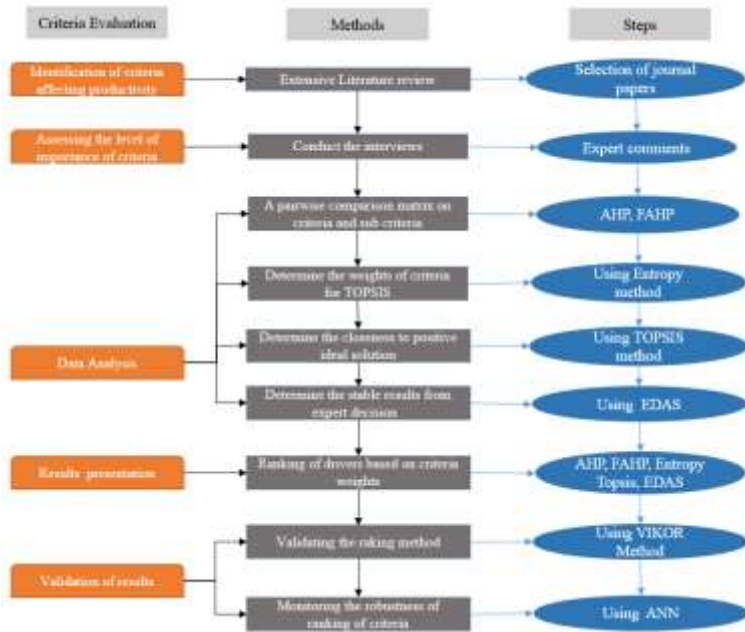 Criteria Evaluation
Methods
Steps
Identification of criteria
affecting productivity
Extensive Literature review
Selection of journal
papers
Assessing the level of
importance of criteria
Conduct the interviews
Expert comments
A pairwise comparison matrix on
criteria and sub criteria
AHP, FAHP
Determine the weights of criteria
for TOPSIS
Using Entropy
method
Data Analysis
Determine the closeness to positive
ideal solution
Using TOPSIS
method
Determine the stable results from
expert decision
Using EDAS
Results presentation
Ranking of drivers based on criteria
weights
AHP, FAHP, Entropy
Topsis, EDAS
Validation of results
Validating the raking method
Using VIKOR
Method
Monitoring the robustness of
ranking of criteria
Using ANN